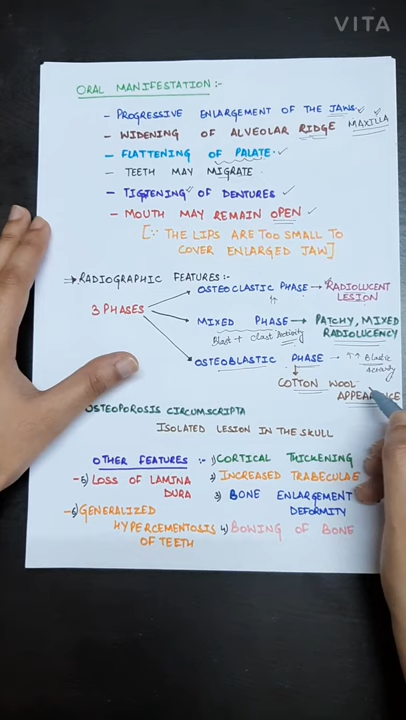 VITA
ORAL MANIFESTATION :-
- PROGRESSIVE ENLARGEMENT OF THE JAWS
- WIDENING OF ALVEOLAR RIDGE MAXILLA
- FLATTENING OF PALATE
- TEETH MAY MIGRATE
- TIGTENING OF DENTURES
- MOUTH MAY REMAIN OPEN
[∵ THE LIPS ARE TOO SMALL TO
COVER ENLARGED JAW]
⇒ RADIOGRAPHIC FEATURES :-
3 PHASES
OSTEOCLASTIC PHASE → RADIOLUCENT
LESION
MIXED PHASE → PATCHY, MIXED
RADIOLUCENCY
Blast + Clast Activity
OSTEOBLASTIC PHASE → ↑↑ Blastic
Activity
COTTON WOOL
APPEARANCE
OSTEOPOROSIS CIRCUMSCRIPTA
ISOLATED LESION IN THE SKULL
OTHER FEATURES :- 1) CORTICAL THICKENING
2) INCREASED TRABECULAE
3) BONE ENLARGEMENT
DEFORMITY
4) BOWING OF BONE
- 5) LOSS OF LAMINA
DURA
- 6) GENERALIZED
HYPERCEMENTOSIS
OF TEETH